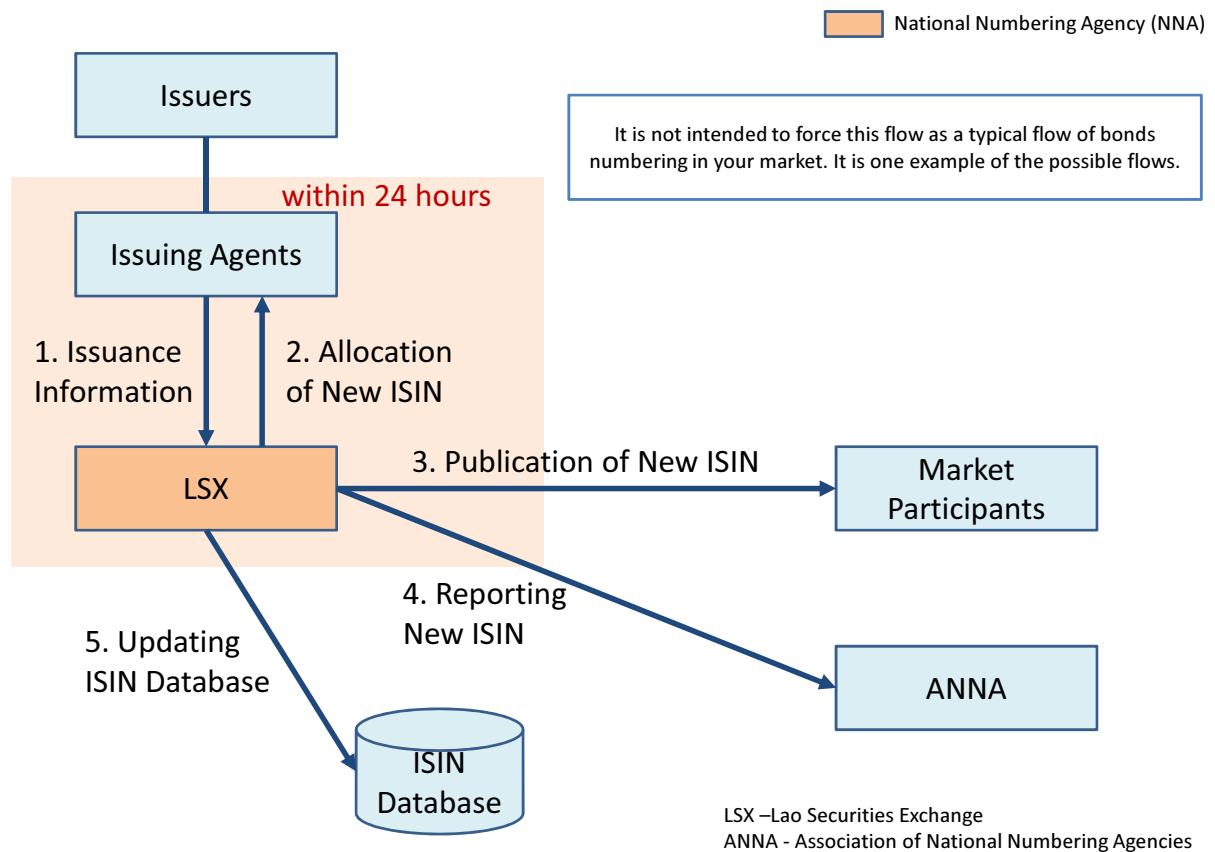 National Numbering Agency (NNA)
Issuers
It is not intended to force this flow as a typical flow of bonds
numbering in your market. It is one example of the possible flows.
within 24 hours
Issuing Agents
1. Issuance
Information
2. Allocation
of New ISIN
LSX
3. Publication of New ISIN
Market
Participants
4. Reporting
New ISIN
5. Updating
ISIN Database
ANNA
ISIN
Database
LSX –Lao Securities Exchange
ANNA - Association of National Numbering Agencies